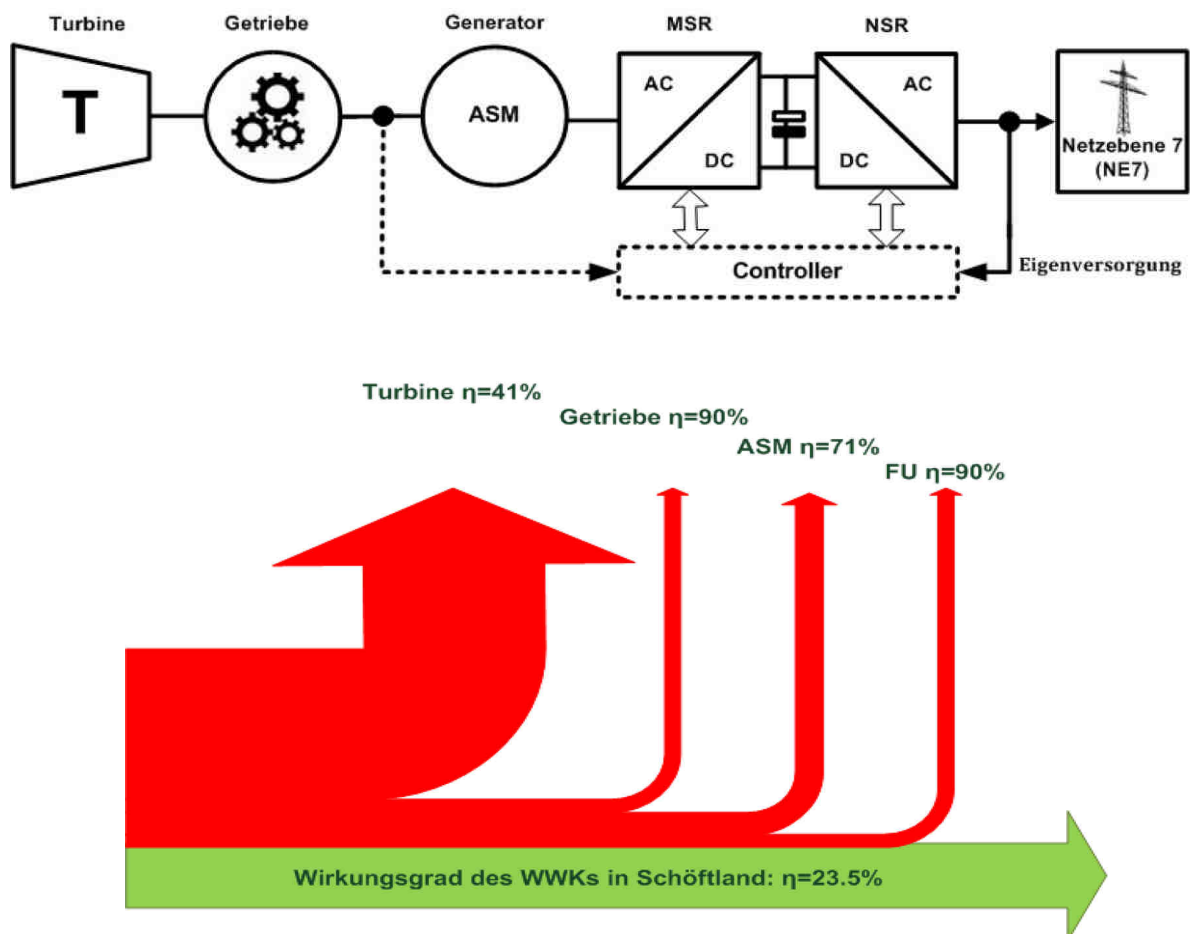 Turbine
Getriebe
Generator
MSR
NSR
T
ASM
AC
DC
AC
DC
Netzebene 7
(NE7)
Controller
Eigenversorgung
Turbine η=41%
Getriebe η=90%
ASM η=71%
FU η=90%
Wirkungsgrad des WWKs in Schöftland: η=23.5%